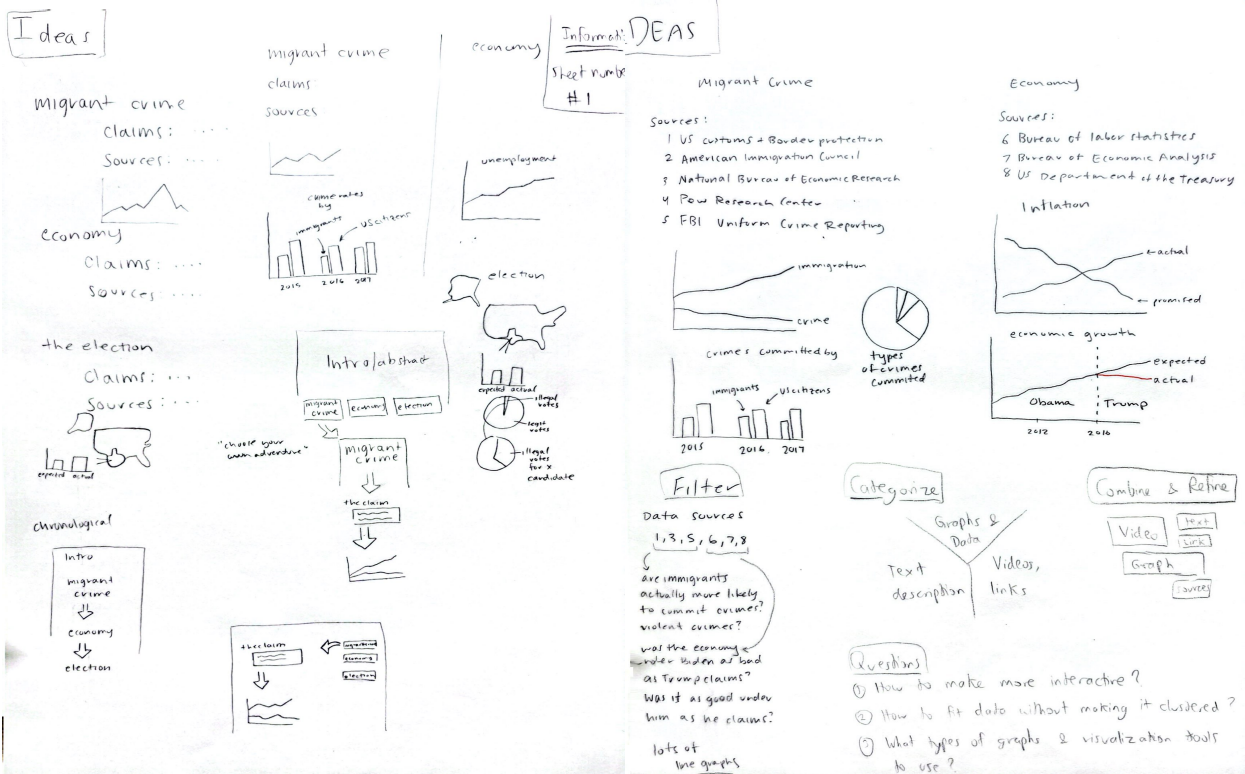 Ideas
migrant crime
claims: ....
Sources: ....
economy
Claims: ....
Sources: ....
the election
Claims: ...
Sources: ...
expected actual
chronological
Intro
migrant
crime
economy
election
migrant crime
claims
sources
crime rates
by
immigrants
US citizens
2015 2016 2017
economy
unemployment
election
expected actual
illegal
votes
legal
votes
illegal
votes
for x
candidate
Intro/abstract
migrant
crime
economy
election
"choose your
own adventure"
migrant
crime
the claim
the claim
economy
election
Sheet numbe
#1
DEAS
Migrant Crime
Sources:
1 US customs + Border protection
2 American Immigration Council
3 National Bureau of Economic Research
4 Pew Research Center
5 FBI Uniform Crime Reporting
immigration
crime
types
of crimes
commited
crimes committed by
immigrants
US citizens
2015 2016 2017
Economy
Sources:
6 Bureau of labor statistics
7 Bureau of Economic Analysis
8 US Department of the Treasury
Inflation
actual
promised
economic growth
expected
actual
Obama Trump
2012 2016
Filter
Data sources
1, 3, 5, 6, 7, 8
are immigrants
actually more likely
to commit crimes?
violent crimes?
was the economy
under Biden as bad
as Trump claims?
was it as good under
him as he claims?
lots of
line graphs
Categorize
Graphs &
Data
Text
description
Videos,
links
Combine & Refine
Video
text
link
Graph
sources
Questions
① How to make more interactive?
② How to fit data without making it clustered?
③ What types of graphs & visualization tools
to use?